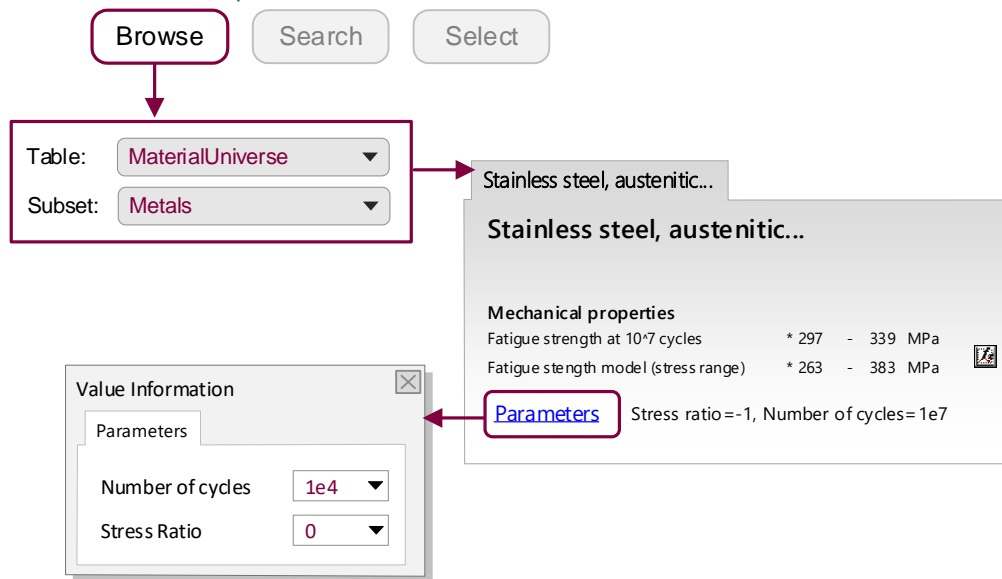 Browse Search Select
Table: MaterialUniverse
Subset: Metals
Stainless steel, austenitic...
Stainless steel, austenitic...
Mechanical properties
Fatigue strength at 10^7 cycles * 297 - 339 MPa
Fatigue stength model (stress range) * 263 - 383 MPa
Parameters Stress ratio=-1, Number of cycles=1e7
Value Information
Parameters
Number of cycles 1e4
Stress Ratio 0